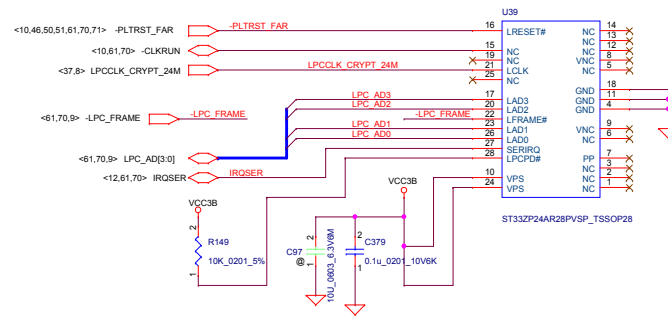 U39
<10,46,50,51,61,70,71> -PLTRST_FAR -PLTRST_FAR 16 LRESET# NC 14
NC 13
<10,61,70> -CLKRUN 15 NC NC 12
19 NC VNC 8
<37,8> LPCCLK_CRYPT_24M LPCCLK_CRYPT_24M 21 LCLK NC 5
25 NC
GND 18
LPC_AD3 17 LAD3 GND 11
LPC_AD2 20 LAD2 GND 4
<61,70,9> -LPC_FRAME -LPC_FRAME -LPC_FRAME 22 LFRAME#
LPC_AD1 23 LAD1 VNC 9
LPC_AD0 26 LAD0 NC 6
<61,70,9> LPC_AD[3:0] 27 SERIRQ
28 LPCPD# PP 7
<12,61,70> IRQSER IRQSER NC 3
VCC3B 10 VPS NC 2
24 VPS NC 1
VCC3B
ST33ZP24AR28PVSP_TSSOP28
2
R149
10K_0201_5%
1
2
C97
@
1
10U_0603_6.3V6M
2
C379
0.1u_0201_10V6K
1